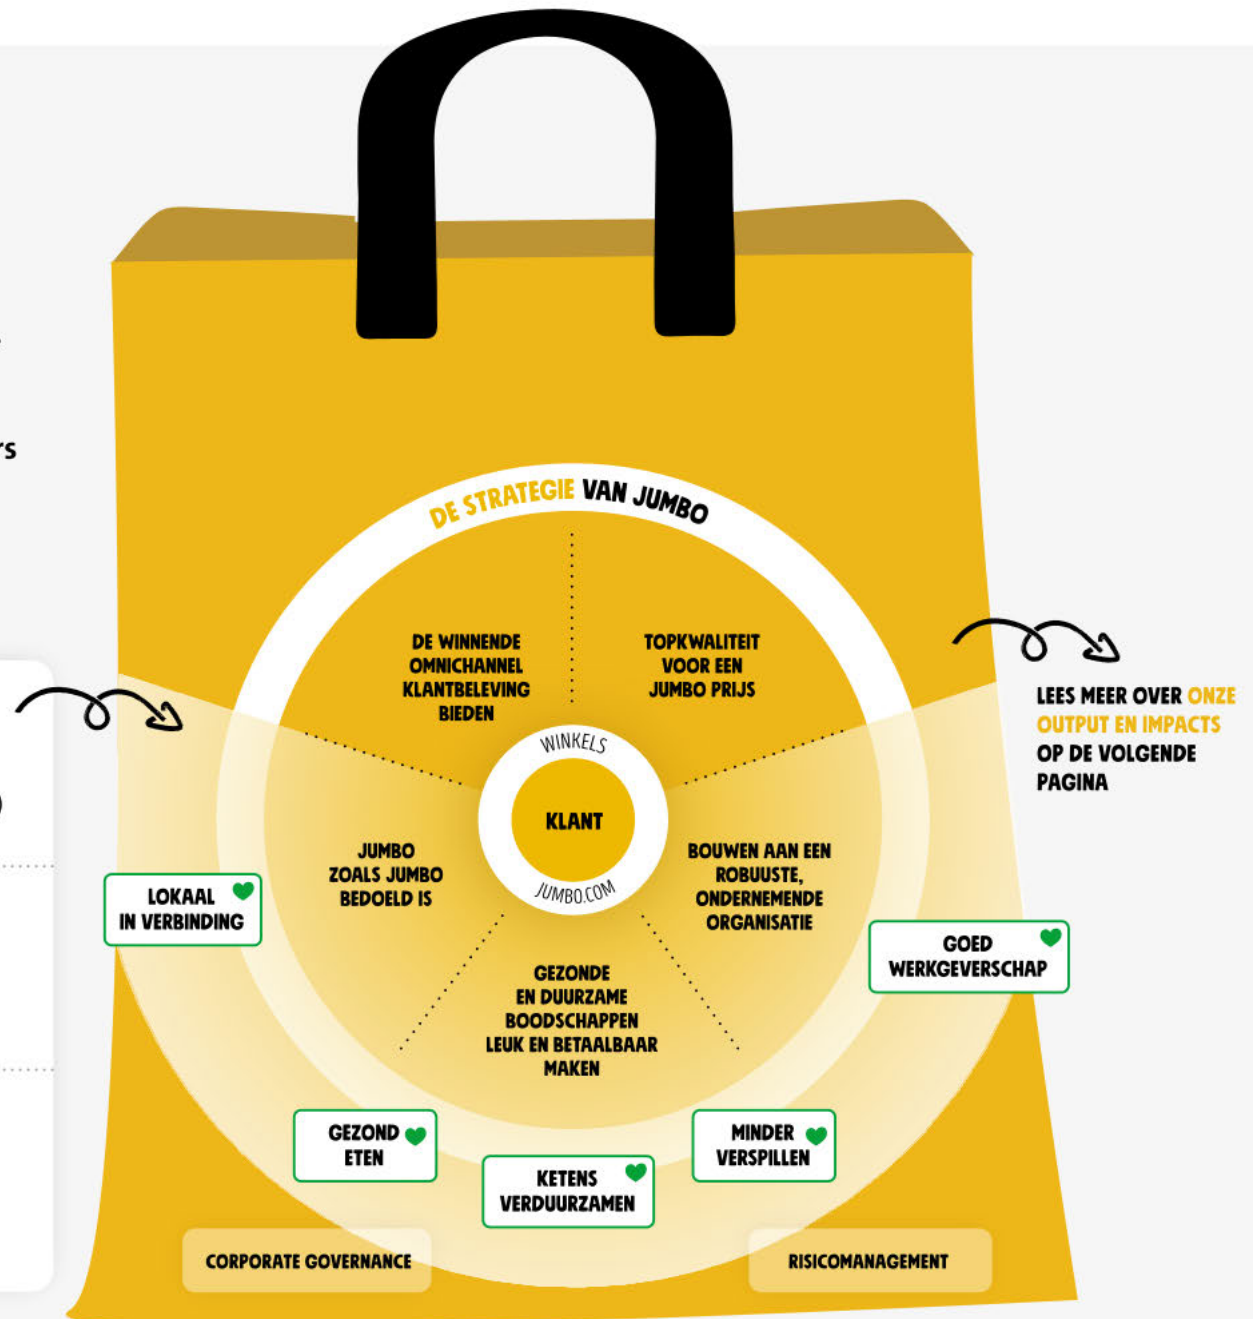 DE STRATEGIE VAN JUMBO
DE WINNENDE
OMNICHANNEL
KLANTBELEVING
BIEDEN
TOPKWALITEIT
VOOR EEN
JUMBO PRIJS
WINKELS
KLANT
JUMBO.COM
JUMBO
ZOALS JUMBO
BEDOELD IS
BOUWEN AAN EEN
ROBUUSTE,
ONDERNEMENDE
ORGANISATIE
GEZONDE
EN DUURZAME
BOODSCHAPPEN
LEUK EN BETAALBAAR
MAKEN
LOKAAL
IN VERBINDING
GOED
WERKGEVERSCHAP
GEZOND
ETEN
KETENS
VERDUURZAMEN
MINDER
VERSPILLEN
CORPORATE GOVERNANCE
RISICOMANAGEMENT
LEES MEER OVER ONZE
OUTPUT EN IMPACTS
OP DE VOLGENDE
PAGINA